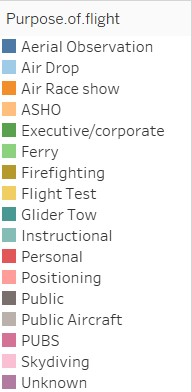 Purpose.of.flight
Aerial Observation
Air Drop
Air Race show
ASHO
Executive/corporate
Ferry
Firefighting
Flight Test
Glider Tow
Instructional
Personal
Positioning
Public
Public Aircraft
PUBS
Skydiving
Unknown